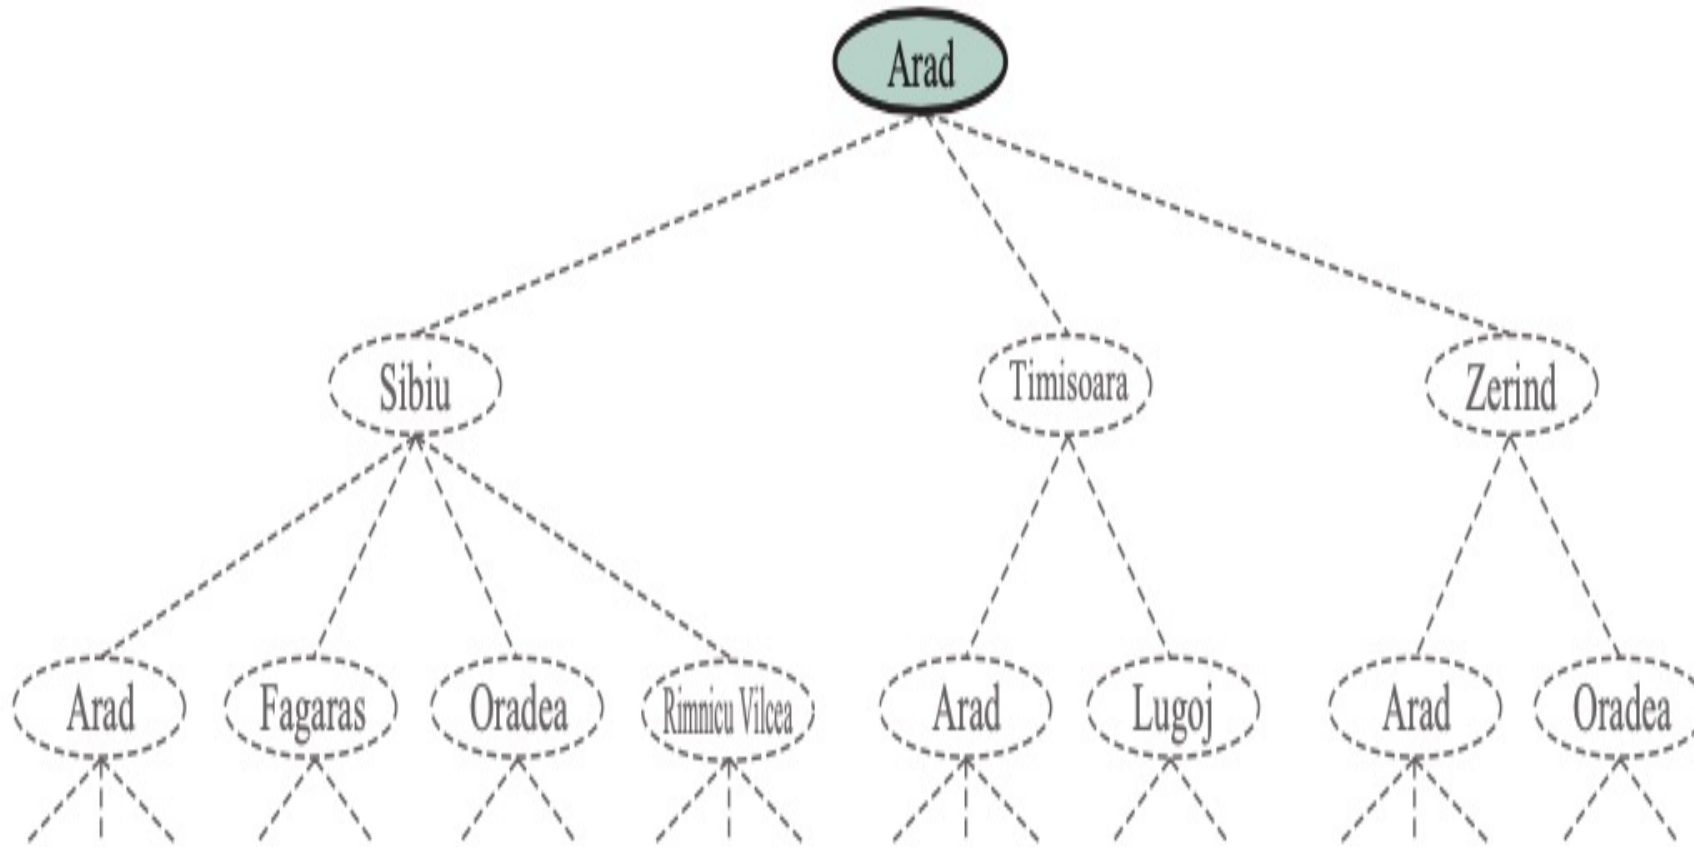 Arad
Sibiu
Timisoara
Zerind
Arad
Fagaras
Oradea
Rimnicu Vilcea
Arad
Lugoj
Arad
Oradea